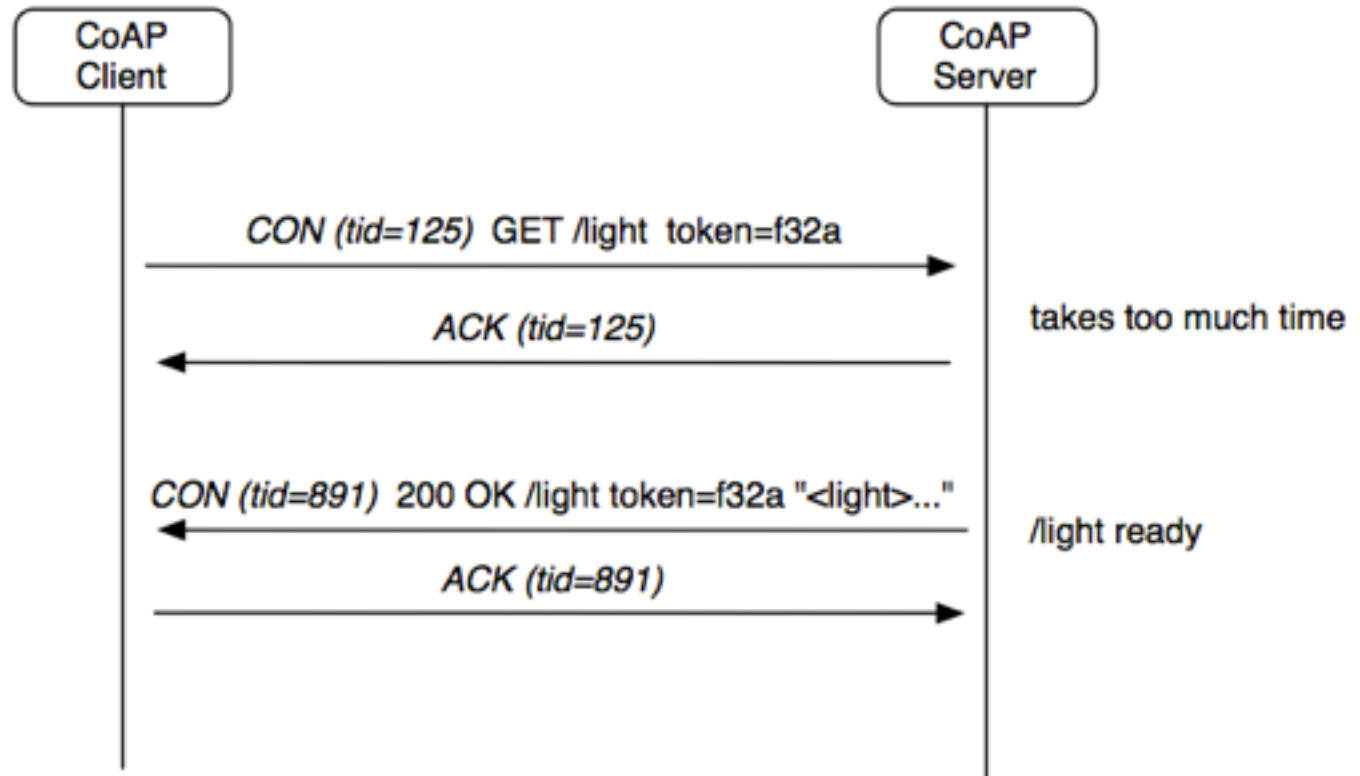 CoAP
Client
CoAP
Server
CON (tid=125) GET /light token=f32a
ACK (tid=125)
takes too much time
CON (tid=891) 200 OK /light token=f32a "<light>..."
/light ready
ACK (tid=891)